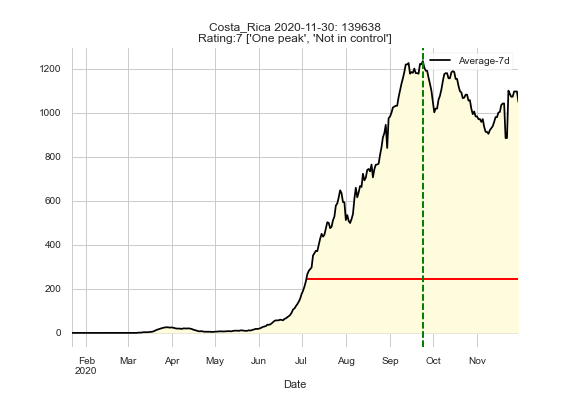 Costa_Rica 2020-11-30: 139638
Rating:7 ['One peak', 'Not in control']
Average-7d
1200
1000
800
600
400
200
0
Feb Mar Apr May Jun Jul Aug Sep Oct Nov
2020
Date